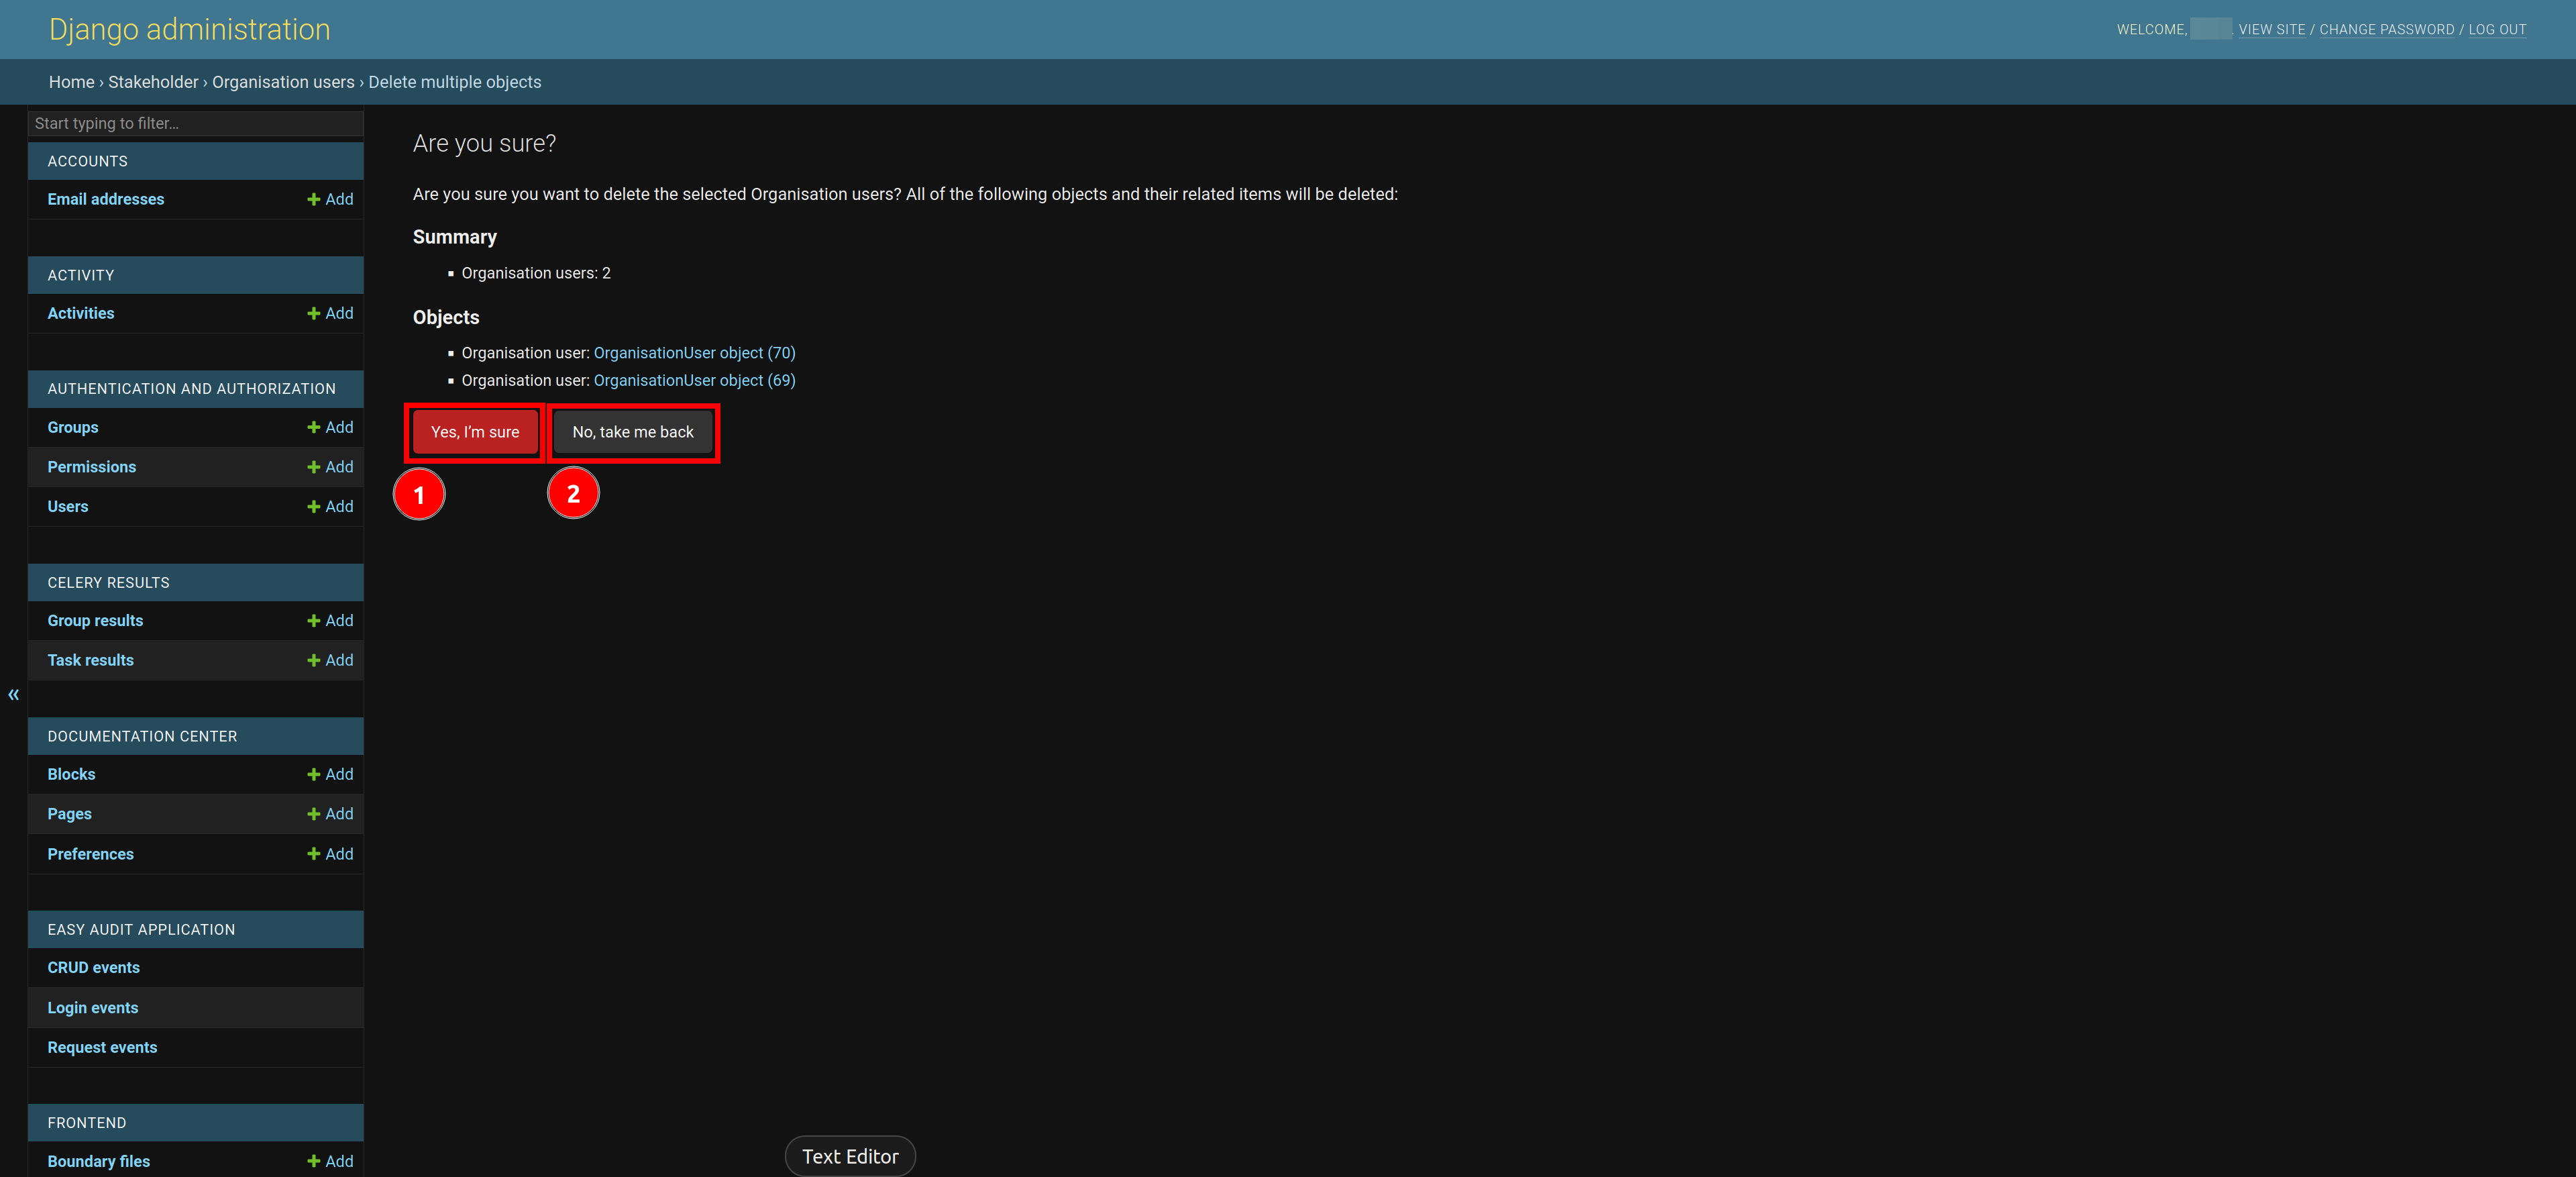 Django administration
WELCOME, . VIEW SITE / CHANGE PASSWORD / LOG OUT
Home › Stakeholder › Organisation users › Delete multiple objects
Start typing to filter...
ACCOUNTS
Email addresses + Add
ACTIVITY
Activities + Add
AUTHENTICATION AND AUTHORIZATION
Groups + Add
Permissions + Add
Users + Add
CELERY RESULTS
Group results + Add
Task results + Add
«
DOCUMENTATION CENTER
Blocks + Add
Pages + Add
Preferences + Add
EASY AUDIT APPLICATION
CRUD events
Login events
Request events
FRONTEND
Boundary files + Add
Are you sure?
Are you sure you want to delete the selected Organisation users? All of the following objects and their related items will be deleted:
Summary
Organisation users: 2
Objects
Organisation user: OrganisationUser object (70)
Organisation user: OrganisationUser object (69)
Yes, I'm sure No, take me back
1 2
Text Editor